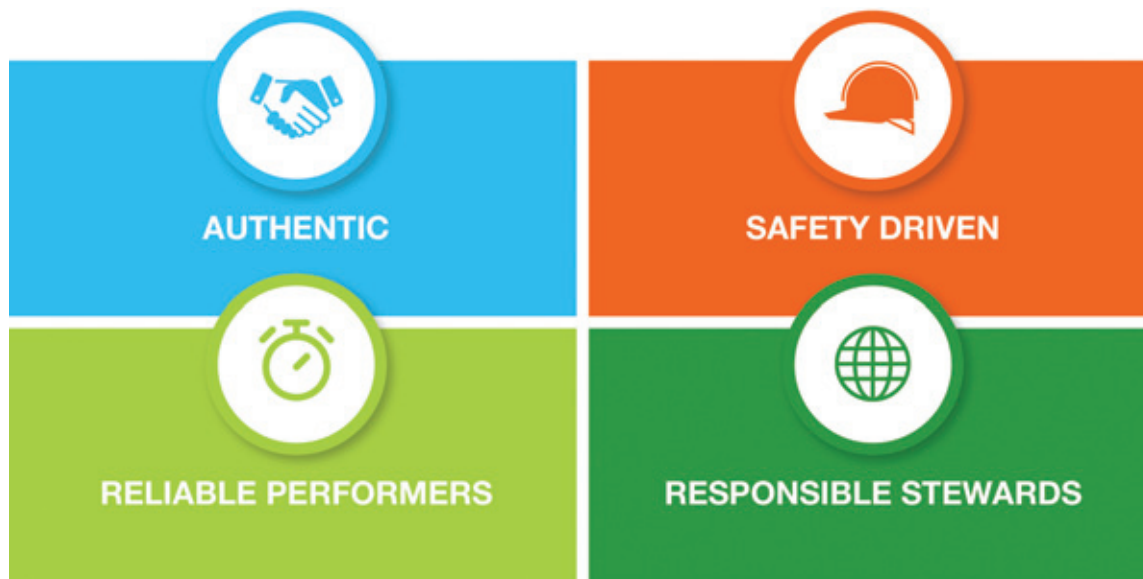 AUTHENTIC
SAFETY DRIVEN
RELIABLE PERFORMERS
RESPONSIBLE STEWARDS